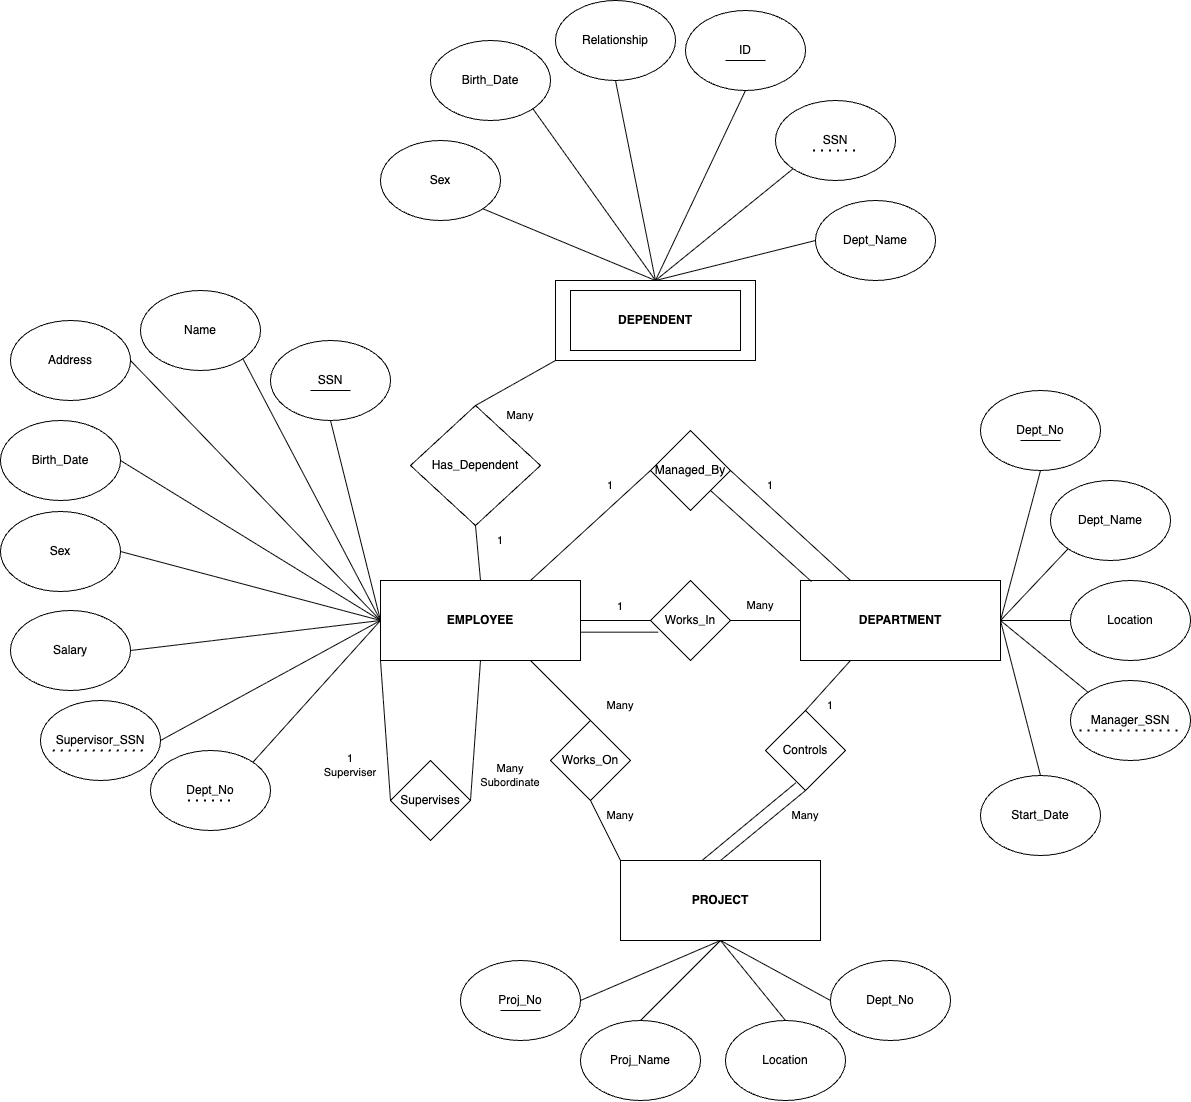 Relationship
ID
Birth_Date
SSN
Sex
Dept_Name
DEPENDENT
Name
Address
SSN
Many
Has_Dependent
Managed_By
Dept_No
Birth_Date
1
1
Dept_Name
1
Sex
EMPLOYEE
1
Works_In
Many
DEPARTMENT
Location
Salary
Supervisor_SSN
Many
1
Manager_SSN
Dept_No
1
Superviser
Many
Subordinate
Supervises
Works_On
Controls
Many
Many
Start_Date
PROJECT
Proj_No
Dept_No
Proj_Name
Location